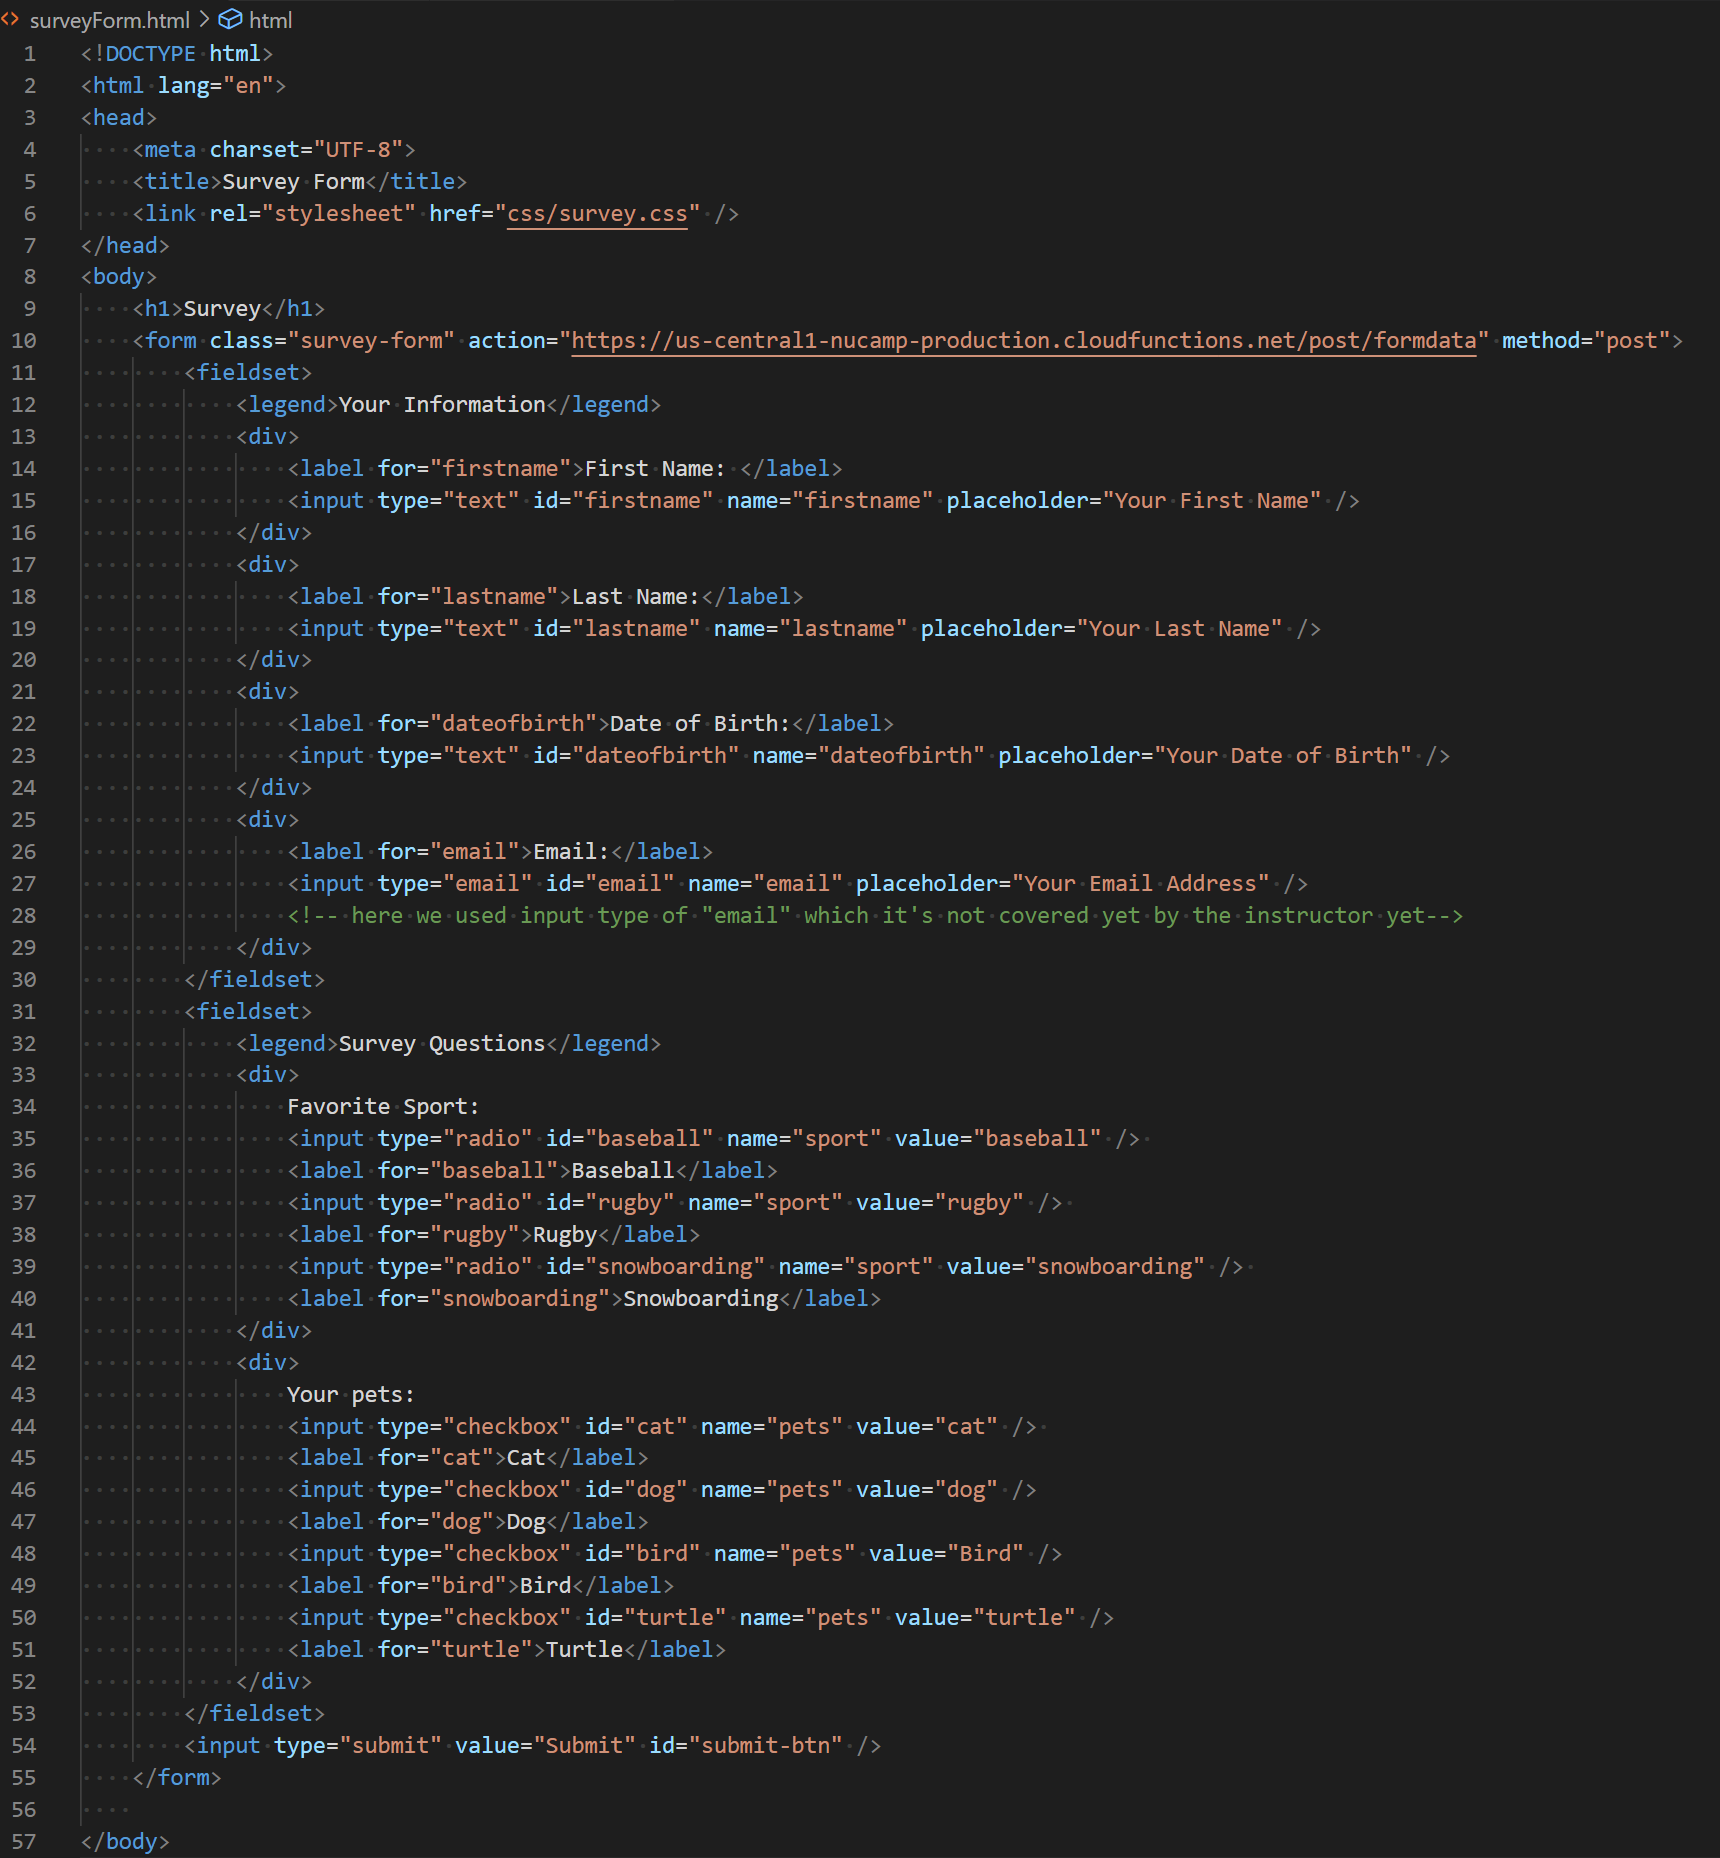 surveyForm.html > html
1 <!DOCTYPE html>
2 <html lang="en">
3 <head>
4     <meta charset="UTF-8">
5     <title>Survey Form</title>
6     <link rel="stylesheet" href="css/survey.css" />
7 </head>
8 <body>
9     <h1>Survey</h1>
10     <form class="survey-form" action="https://us-central1-nucamp-production.cloudfunctions.net/post/formdata" method="post">
11         <fieldset>
12             <legend>Your Information</legend>
13             <div>
14                 <label for="firstname">First Name: </label>
15                 <input type="text" id="firstname" name="firstname" placeholder="Your First Name" />
16             </div>
17             <div>
18                 <label for="lastname">Last Name:</label>
19                 <input type="text" id="lastname" name="lastname" placeholder="Your Last Name" />
20             </div>
21             <div>
22                 <label for="dateofbirth">Date of Birth:</label>
23                 <input type="text" id="dateofbirth" name="dateofbirth" placeholder="Your Date of Birth" />
24             </div>
25             <div>
26                 <label for="email">Email:</label>
27                 <input type="email" id="email" name="email" placeholder="Your Email Address" />
28                 <!-- here we used input type of "email" which it's not covered yet by the instructor yet-->
29             </div>
30         </fieldset>
31         <fieldset>
32             <legend>Survey Questions</legend>
33             <div>
34                 Favorite Sport:
35                 <input type="radio" id="baseball" name="sport" value="baseball" />
36                 <label for="baseball">Baseball</label>
37                 <input type="radio" id="rugby" name="sport" value="rugby" />
38                 <label for="rugby">Rugby</label>
39                 <input type="radio" id="snowboarding" name="sport" value="snowboarding" />
40                 <label for="snowboarding">Snowboarding</label>
41             </div>
42             <div>
43                 Your pets:
44                 <input type="checkbox" id="cat" name="pets" value="cat" />
45                 <label for="cat">Cat</label>
46                 <input type="checkbox" id="dog" name="pets" value="dog" />
47                 <label for="dog">Dog</label>
48                 <input type="checkbox" id="bird" name="pets" value="Bird" />
49                 <label for="bird">Bird</label>
50                 <input type="checkbox" id="turtle" name="pets" value="turtle" />
51                 <label for="turtle">Turtle</label>
52             </div>
53         </fieldset>
54         <input type="submit" value="Submit" id="submit-btn" />
55     </form>
56
57 </body>